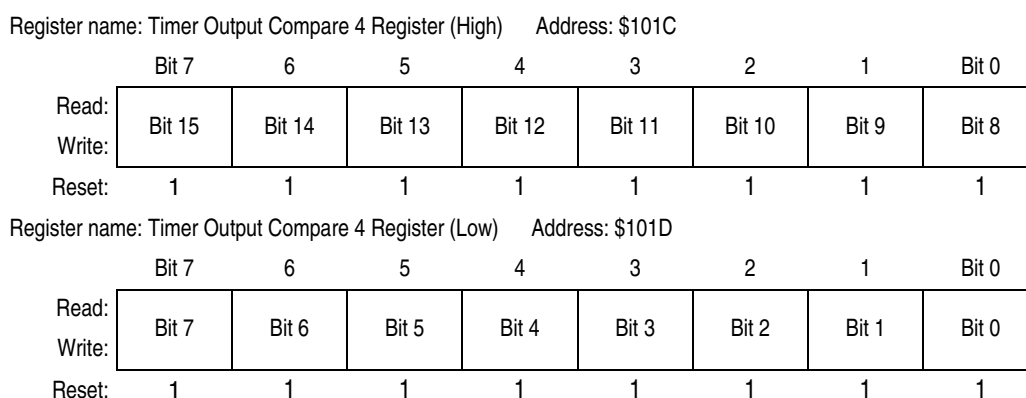 Register name: Timer Output Compare 4 Register (High) Address: $101C
Bit 7 6 5 4 3 2 1 Bit 0
Read:
Bit 15 Bit 14 Bit 13 Bit 12 Bit 11 Bit 10 Bit 9 Bit 8
Write:
Reset: 1 1 1 1 1 1 1 1
Register name: Timer Output Compare 4 Register (Low) Address: $101D
Bit 7 6 5 4 3 2 1 Bit 0
Read:
Bit 7 Bit 6 Bit 5 Bit 4 Bit 3 Bit 2 Bit 1 Bit 0
Write:
Reset: 1 1 1 1 1 1 1 1